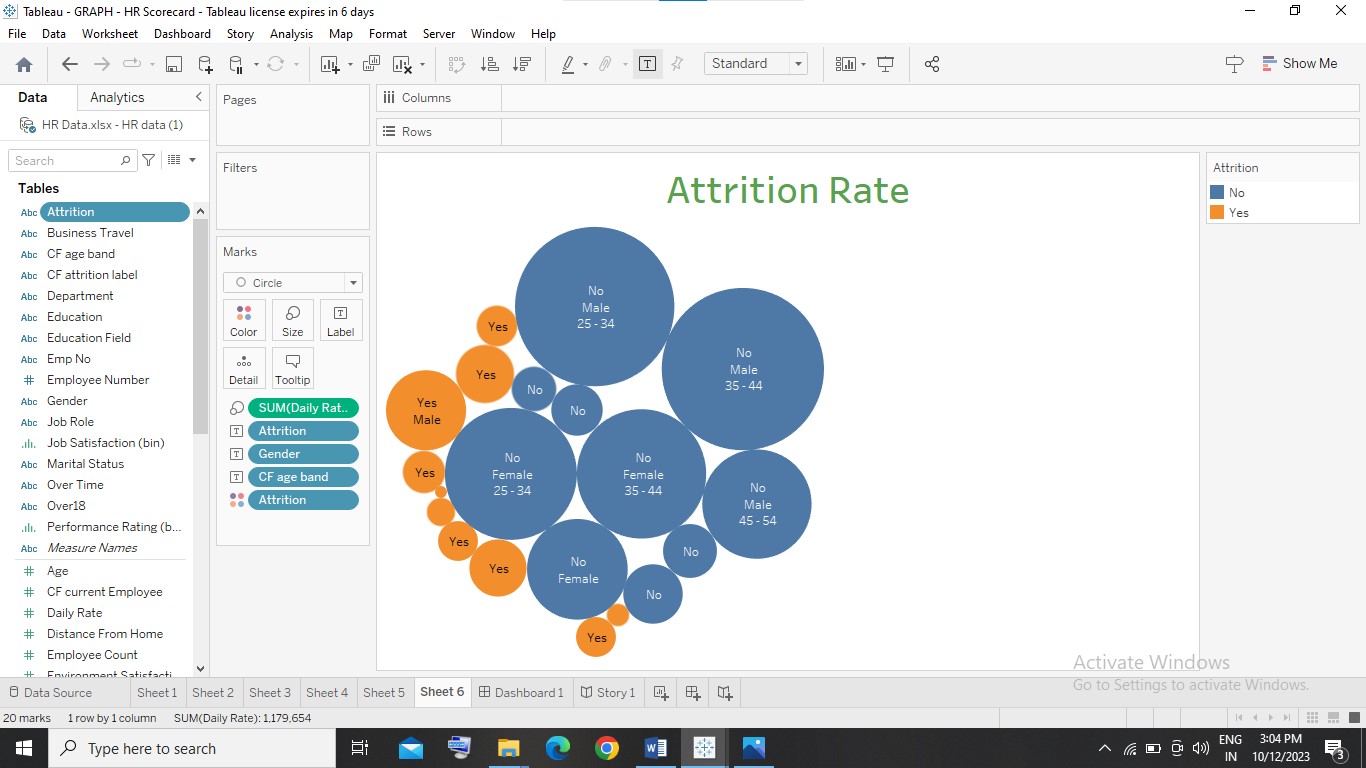 Tableau - GRAPH - HR Scorecard - Tableau license expires in 6 days
File Data Worksheet Dashboard Story Analysis Map Format Server Window Help
Standard
Show Me
Data Analytics
HR Data.xlsx - HR data (1)
Search
Tables
Abc Attrition
Abc Business Travel
Abc CF age band
Abc CF attrition label
Abc Department
Abc Education
Abc Education Field
Abc Emp No
# Employee Number
Abc Gender
Abc Job Role
Job Satisfaction (bin)
Abc Marital Status
Abc Over Time
Abc Over18
Performance Rating (b...
Abc Measure Names
# Age
# CF current Employee
# Daily Rate
# Distance From Home
# Employee Count
# Environment Satisfacti
Pages
Filters
Marks
Circle
Color Size Label
Detail Tooltip
SUM(Daily Rat..
Attrition
Gender
CF age band
Attrition
Columns
Rows
Attrition Rate
No
Male
25 - 34
No
Male
35 - 44
Yes
Yes
No
No
Yes
Male
Yes
No
Female
25 - 34
No
Female
35 - 44
No
Male
45 - 54
Yes
Yes
No
Female
No
No
Yes
Attrition
No
Yes
Activate Windows
Go to Settings to activate Windows.
Data Source Sheet 1 Sheet 2 Sheet 3 Sheet 4 Sheet 5 Sheet 6 Dashboard 1 Story 1
20 marks 1 row by 1 column SUM(Daily Rate): 1,179,654
Type here to search
ENG
IN
3:04 PM
10/12/2023
3